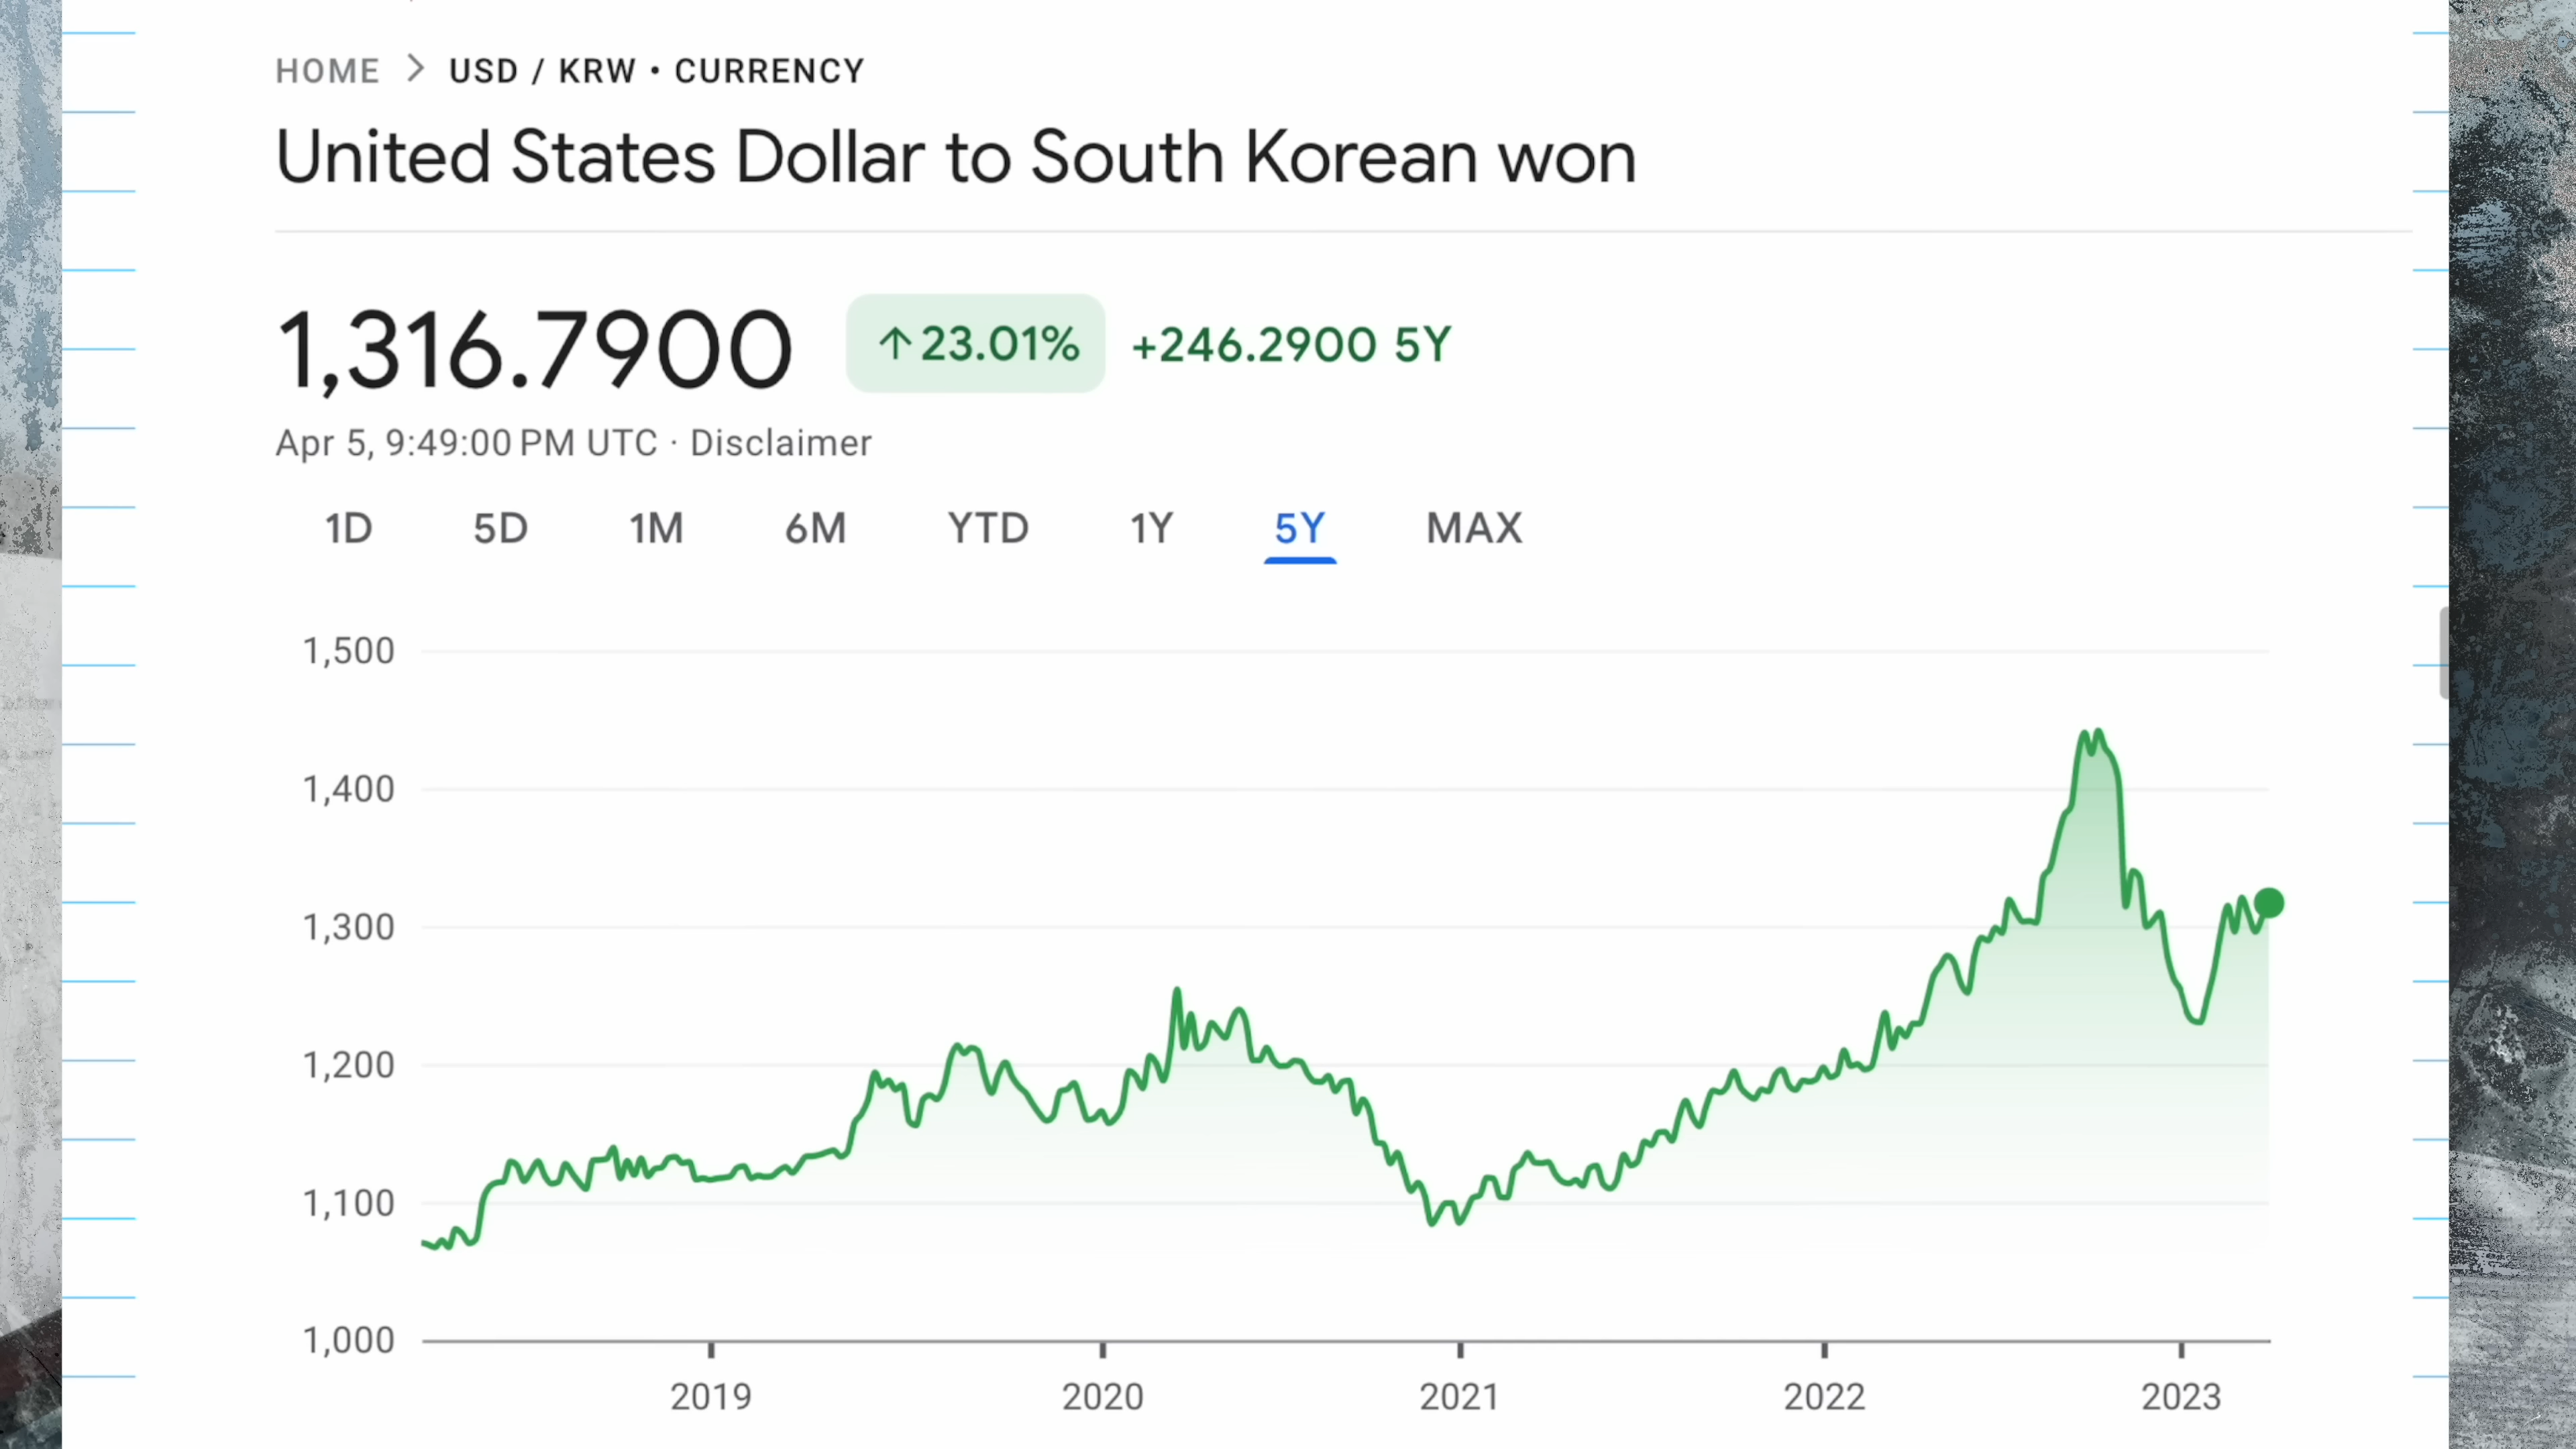 HOME > USD / KRW • CURRENCY
United States Dollar to South Korean won
1,316.7900 ↑23.01% +246.2900 5Y
Apr 5, 9:49:00 PM UTC · Disclaimer
1D 5D 1M 6M YTD 1Y 5Y MAX
1,500
1,400
1,300
1,200
1,100
1,000
2019 2020 2021 2022 2023